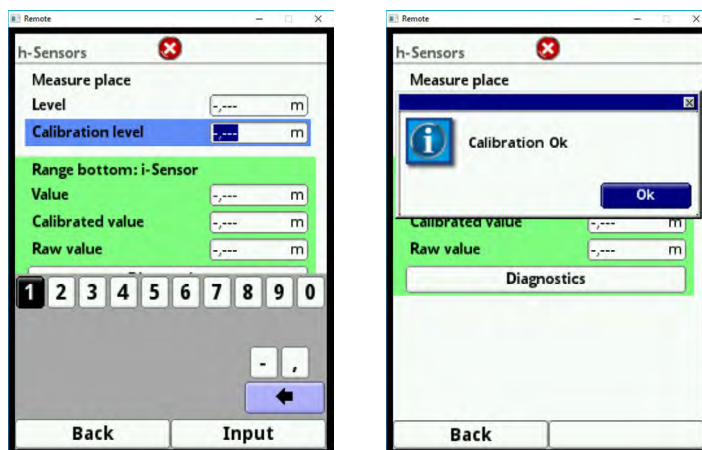 Remote
h-Sensors
Measure place
Level -,--- m
Calibration level -,--- m
Range bottom: i-Sensor
Value -,--- m
Calibrated value -,--- m
Raw value -,--- m
1 2 3 4 5 6 7 8 9 0
- ,
Back Input
Remote
h-Sensors
Measure place
Calibration Ok
Ok
Calibrated value -,--- m
Raw value -,--- m
Diagnostics
Back